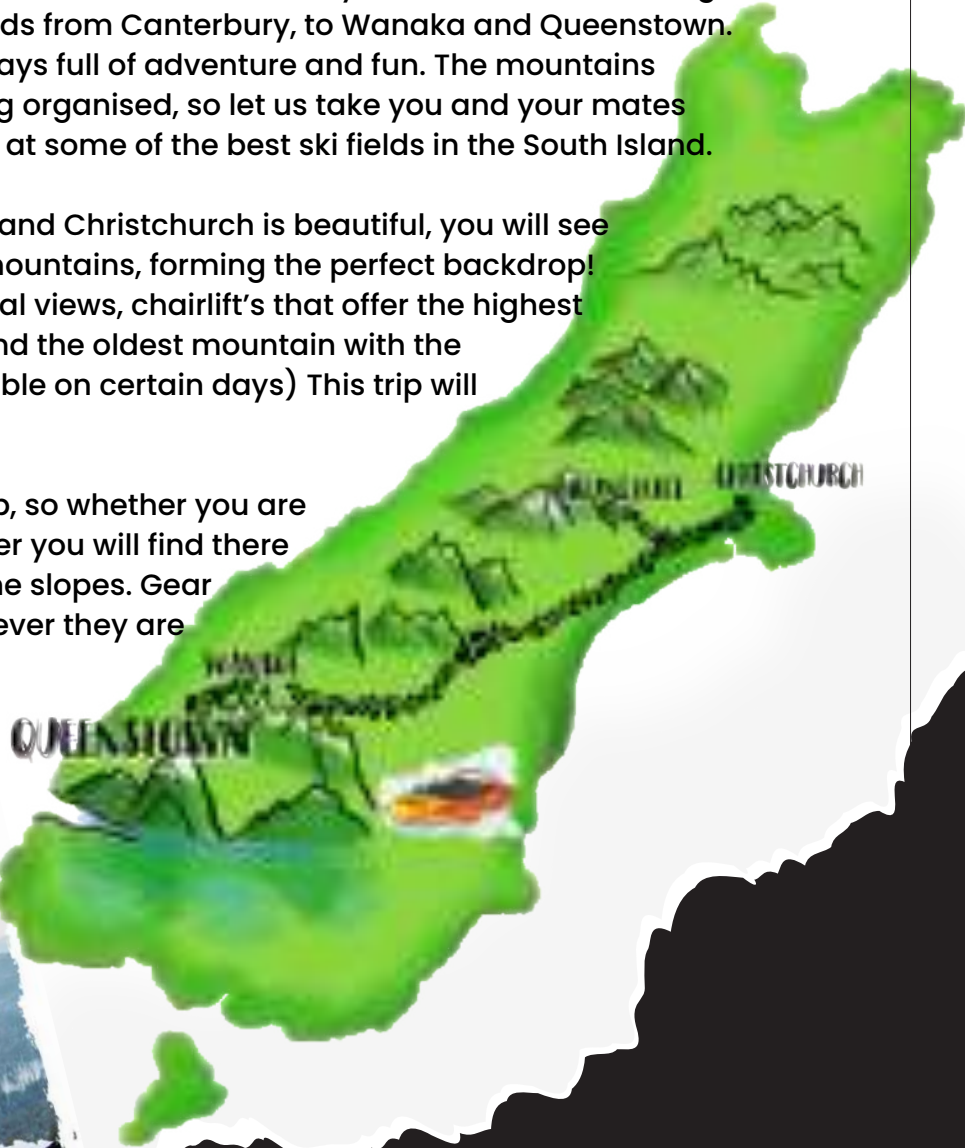 ds from Canterbury, to Wanaka and Queenstown.
ays full of adventure and fun. The mountains
g organised, so let us take you and your mates
at some of the best ski fields in the South Island.
and Christchurch is beautiful, you will see
ountains, forming the perfect backdrop!
al views, chairlift's that offer the highest
nd the oldest mountain with the
ble on certain days) This trip will
o, so whether you are
er you will find there
e slopes. Gear
ever they are
CHRISTCHURCH
WANAKA
QUEENSTOWN